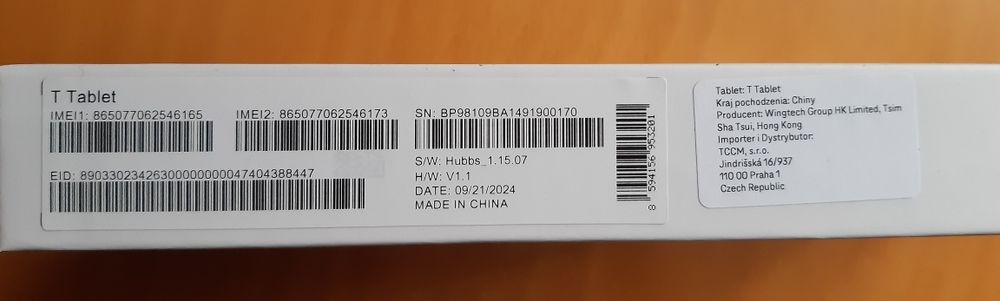 T Tablet
IMEI1: 865077062546165
IMEI2: 865077062546173
EID: 89033023426300000000047404388447
SN: BP98109BA1491900170
S/W: Hubbs_1.15.07
H/W: V1.1
DATE: 09/21/2024
MADE IN CHINA
8 594156 953201
Tablet: T Tablet
Kraj pochodzenia: Chiny
Producent: Wingtech Group HK Limited, Tsim
Sha Tsui, Hong Kong
Importer i Dystrybutor:
TCCM, s.r.o.
Jindrišská 16/937
110 00 Praha 1
Czech Republic